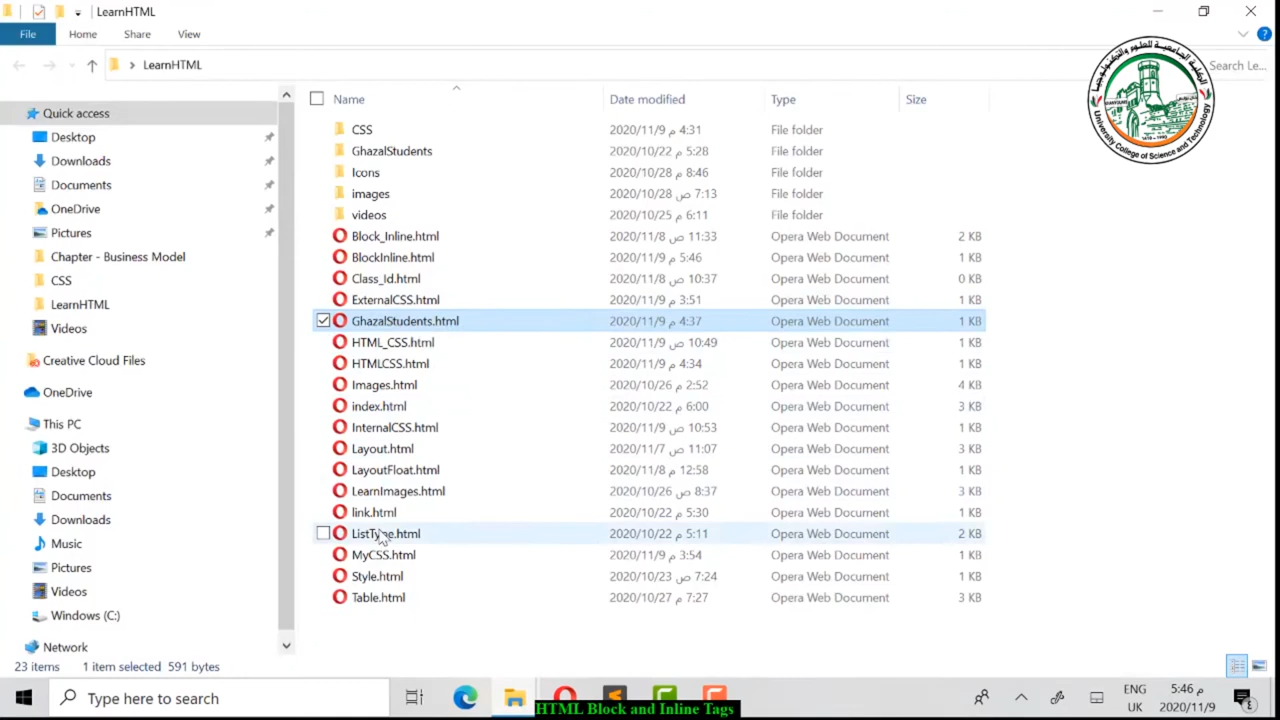 LearnHTML
File Home Share View
LearnHTML
Search Le...
Quick access
Desktop
Downloads
Documents
OneDrive
Pictures
Chapter - Business Model
CSS
LearnHTML
Videos
Creative Cloud Files
OneDrive
This PC
3D Objects
Desktop
Documents
Downloads
Music
Pictures
Videos
Windows (C:)
Network
Name Date modified Type Size
CSS 2020/11/9 م 4:31 File folder
GhazalStudents 2020/10/22 م 5:28 File folder
Icons 2020/10/28 م 8:46 File folder
images 2020/10/28 ص 7:13 File folder
videos 2020/10/25 م 6:11 File folder
Block_Inline.html 2020/11/8 ص 11:33 Opera Web Document 2 KB
BlockInline.html 2020/11/9 م 5:46 Opera Web Document 1 KB
Class_Id.html 2020/11/8 ص 10:37 Opera Web Document 0 KB
ExternalCSS.html 2020/11/9 م 3:51 Opera Web Document 1 KB
GhazalStudents.html 2020/11/9 م 4:37 Opera Web Document 1 KB
HTML_CSS.html 2020/11/9 ص 10:49 Opera Web Document 1 KB
HTMLCSS.html 2020/11/9 م 4:34 Opera Web Document 1 KB
Images.html 2020/10/26 م 2:52 Opera Web Document 4 KB
index.html 2020/10/22 م 6:00 Opera Web Document 3 KB
InternalCSS.html 2020/11/9 ص 10:53 Opera Web Document 1 KB
Layout.html 2020/11/7 ص 11:07 Opera Web Document 3 KB
LayoutFloat.html 2020/11/8 م 12:58 Opera Web Document 1 KB
LearnImages.html 2020/10/26 ص 8:37 Opera Web Document 3 KB
link.html 2020/10/22 م 5:30 Opera Web Document 1 KB
ListType.html 2020/10/22 م 5:11 Opera Web Document 2 KB
MyCSS.html 2020/11/9 م 3:54 Opera Web Document 1 KB
Style.html 2020/10/23 ص 7:24 Opera Web Document 1 KB
Table.html 2020/10/27 م 7:27 Opera Web Document 3 KB
الكلية الجامعية للعلوم والتكنولوجيا
University College of Science and Technology
23 items 1 item selected 591 bytes
Type here to search
HTML Block and Inline Tags
ENG
UK
م 5:46
2020/11/9